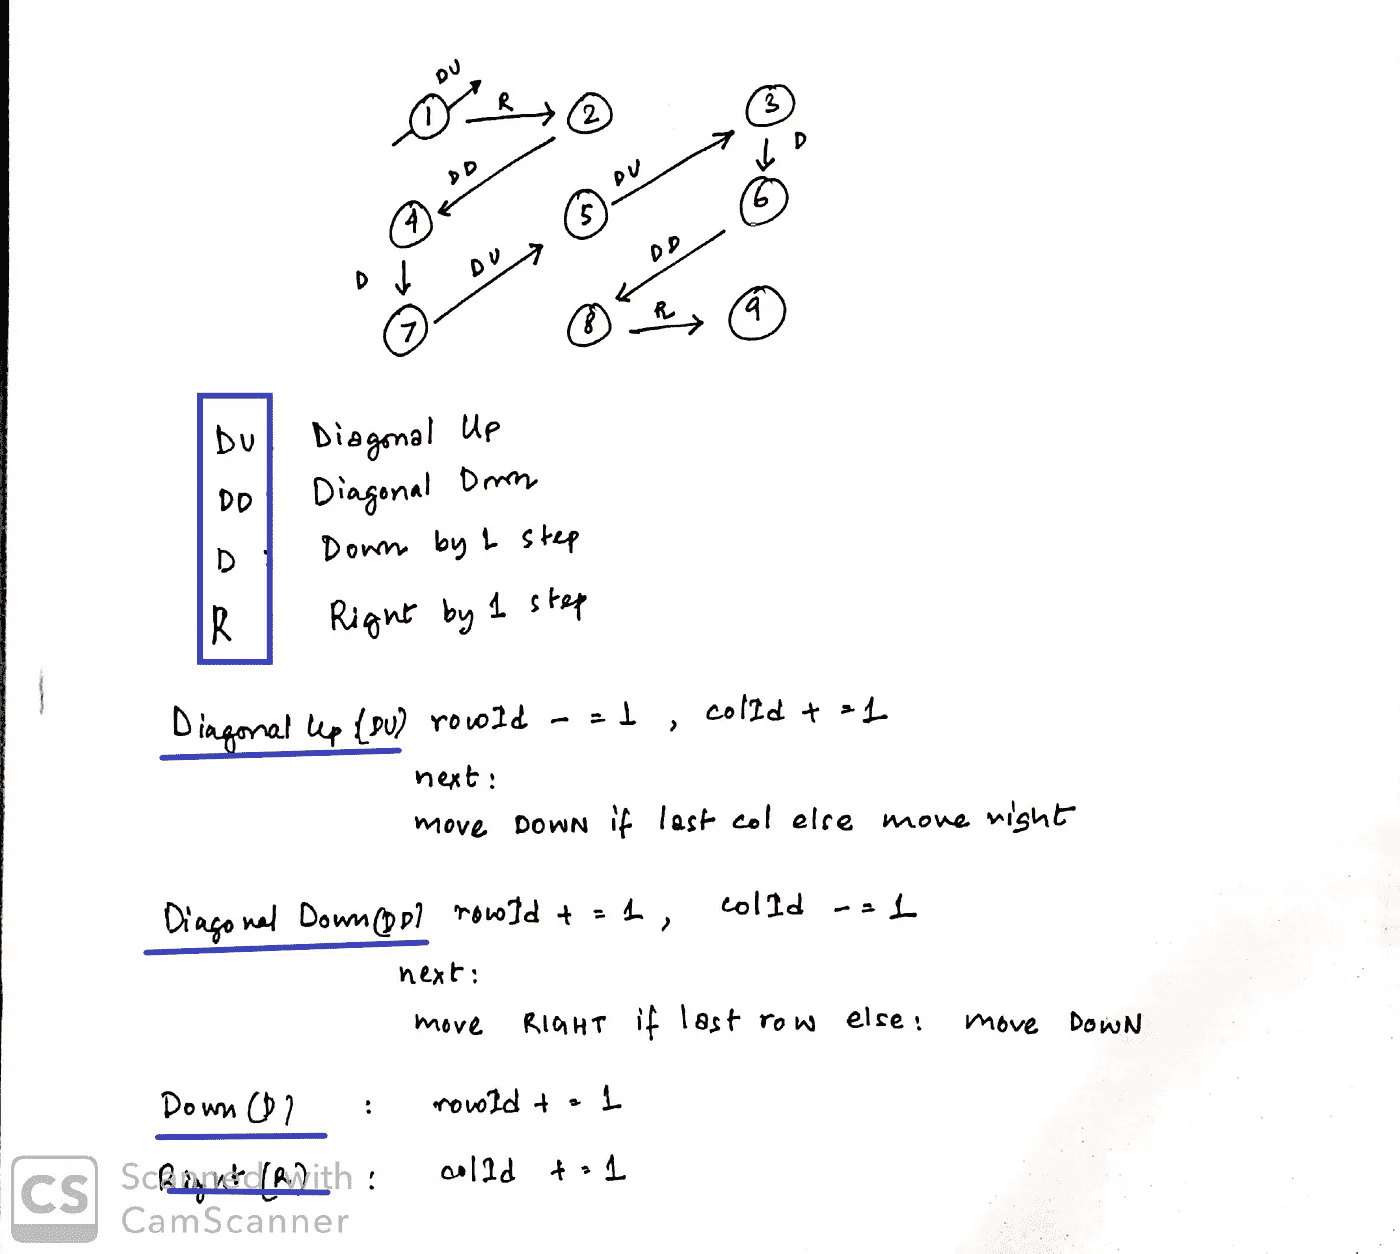 DU
1 R 2 3
D
DD DU
4 5 6
D DU DD
7 8 R 9
DU Diagonal Up
DD Diagonal Down
D Down by 1 step
R Right by 1 step
Diagonal Up (DU) rowId -= 1 , colId += 1
next:
move DOWN if last col else move right
Diagonal Down (DD) rowId += 1, colId -= 1
next:
move RIGHT if last row else: move DOWN
Down (D) : rowId += 1
Right (R) : colId += 1
CS Scanned with
CamScanner